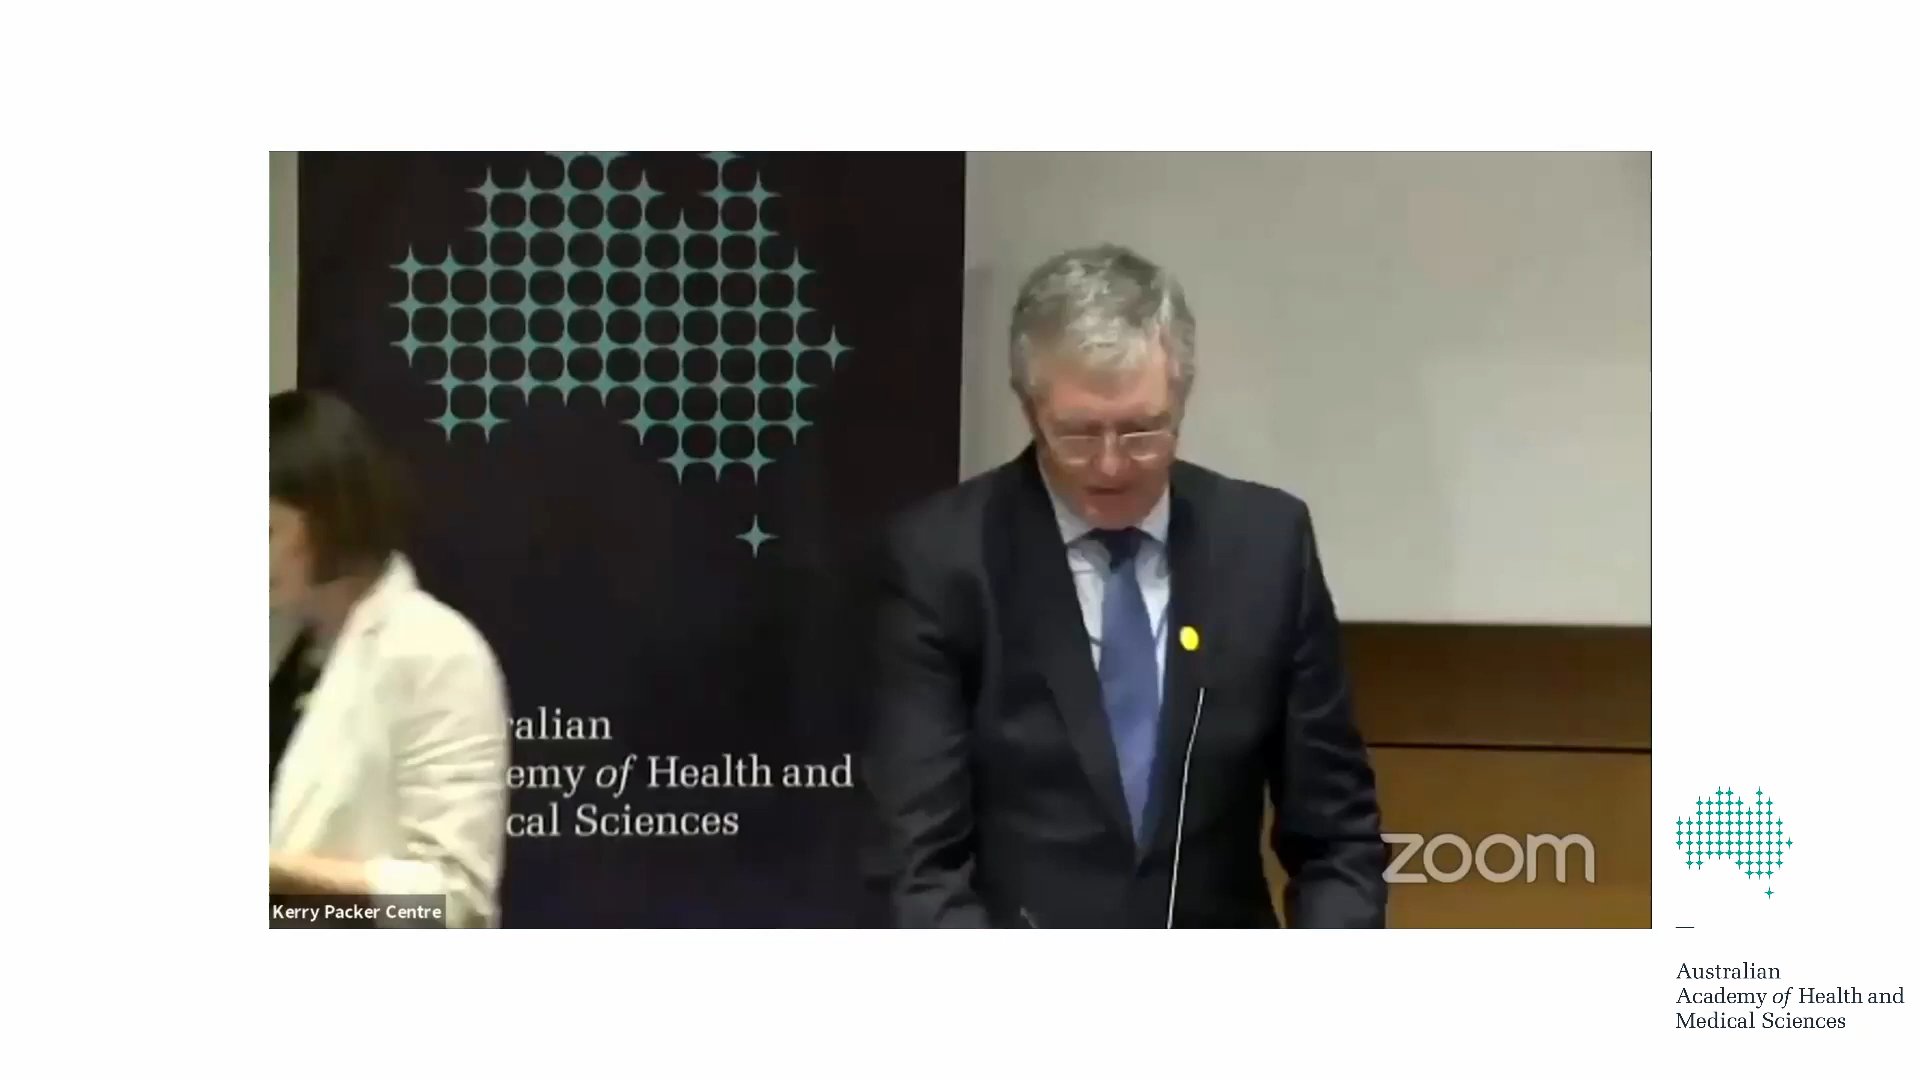 ralian
emy of Health and
cal Sciences
zoom
Kerry Packer Centre
Australian
Academy of Health and
Medical Sciences